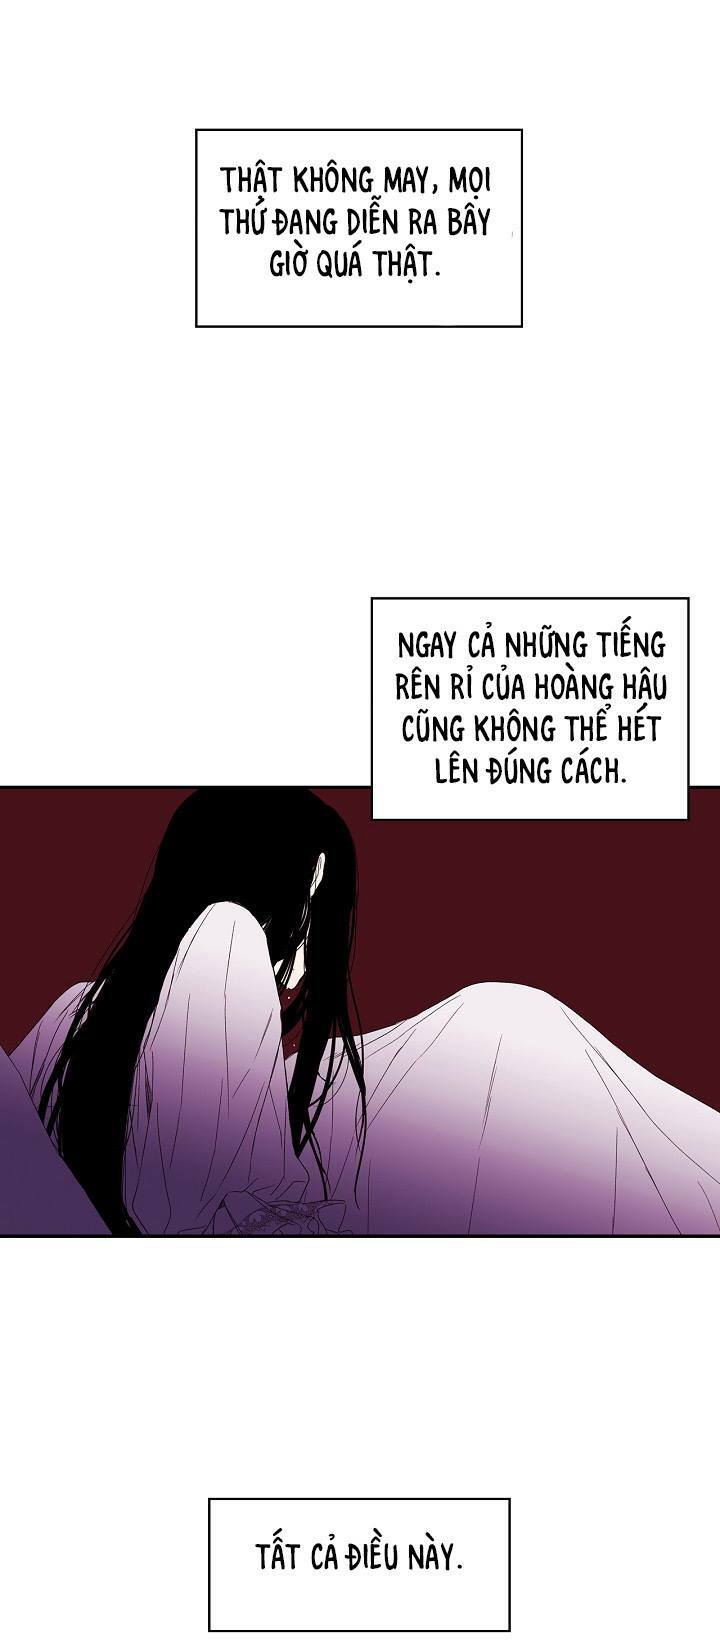 THẬT KHÔNG MAY, MỌI
THỨ ĐANG DIỄN RA BÂY
GIỜ QUÁ THẬT.
NGAY CẢ NHỮNG TIẾNG
RÊN RỈ CỦA HOÀNG HẬU
CŨNG KHÔNG THỂ HÉT
LÊN ĐÚNG CÁCH.
TẤT CẢ ĐIỀU NÀY.